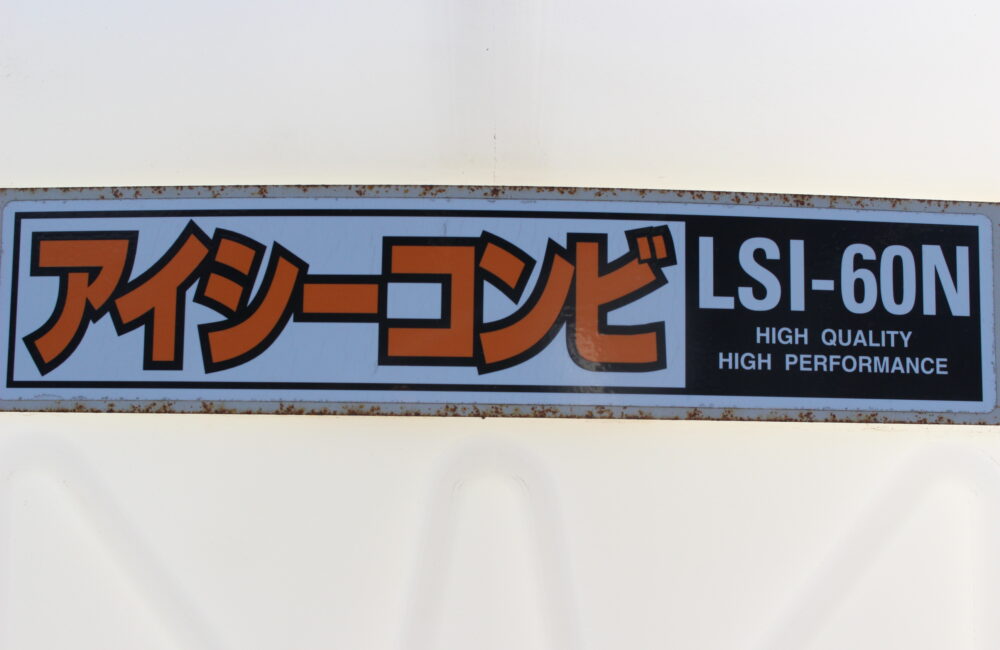 アイシーコンビ
LSI-60N
HIGH QUALITY
HIGH PERFORMANCE